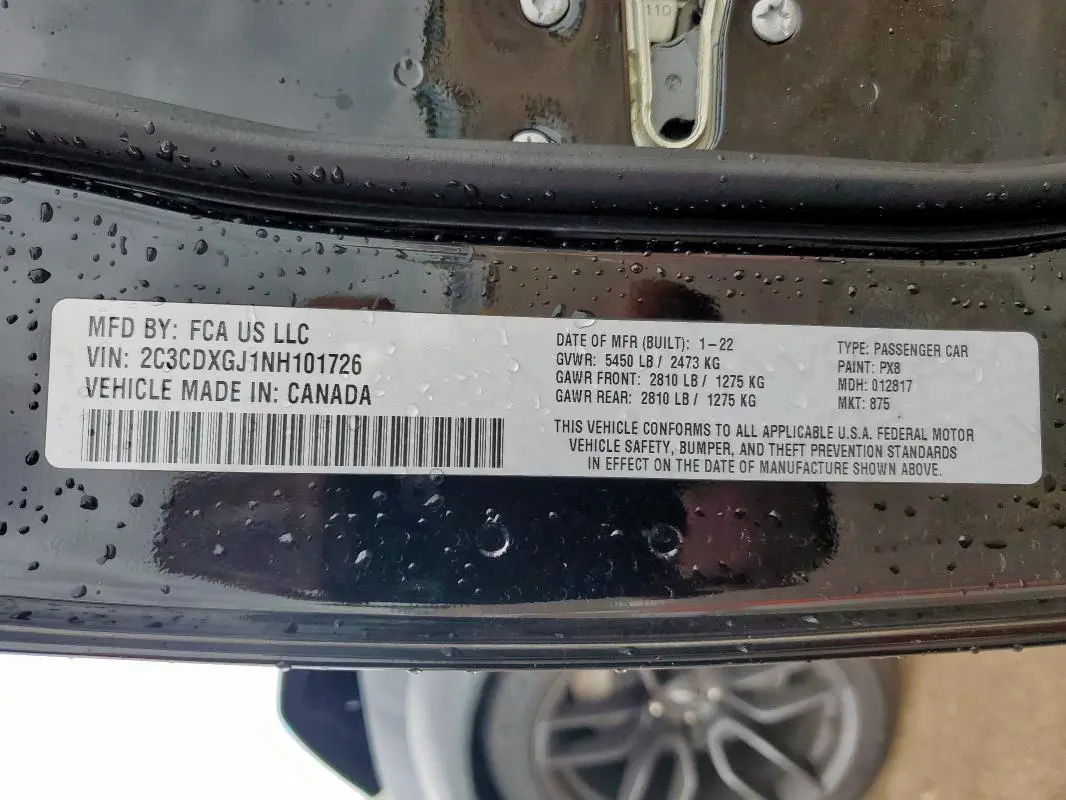 11Q
MFD BY: FCA US LLC
VIN: 2C3CDXGJ1NH101726
VEHICLE MADE IN: CANADA
DATE OF MFR (BUILT): 1-22
GVWR: 5450 LB / 2473 KG
GAWR FRONT: 2810 LB / 1275 KG
GAWR REAR: 2810 LB / 1275 KG
TYPE: PASSENGER CAR
PAINT: PX8
MDH: 012817
MKT: 875
THIS VEHICLE CONFORMS TO ALL APPLICABLE U.S.A. FEDERAL MOTOR
VEHICLE SAFETY, BUMPER, AND THEFT PREVENTION STANDARDS
IN EFFECT ON THE DATE OF MANUFACTURE SHOWN ABOVE.